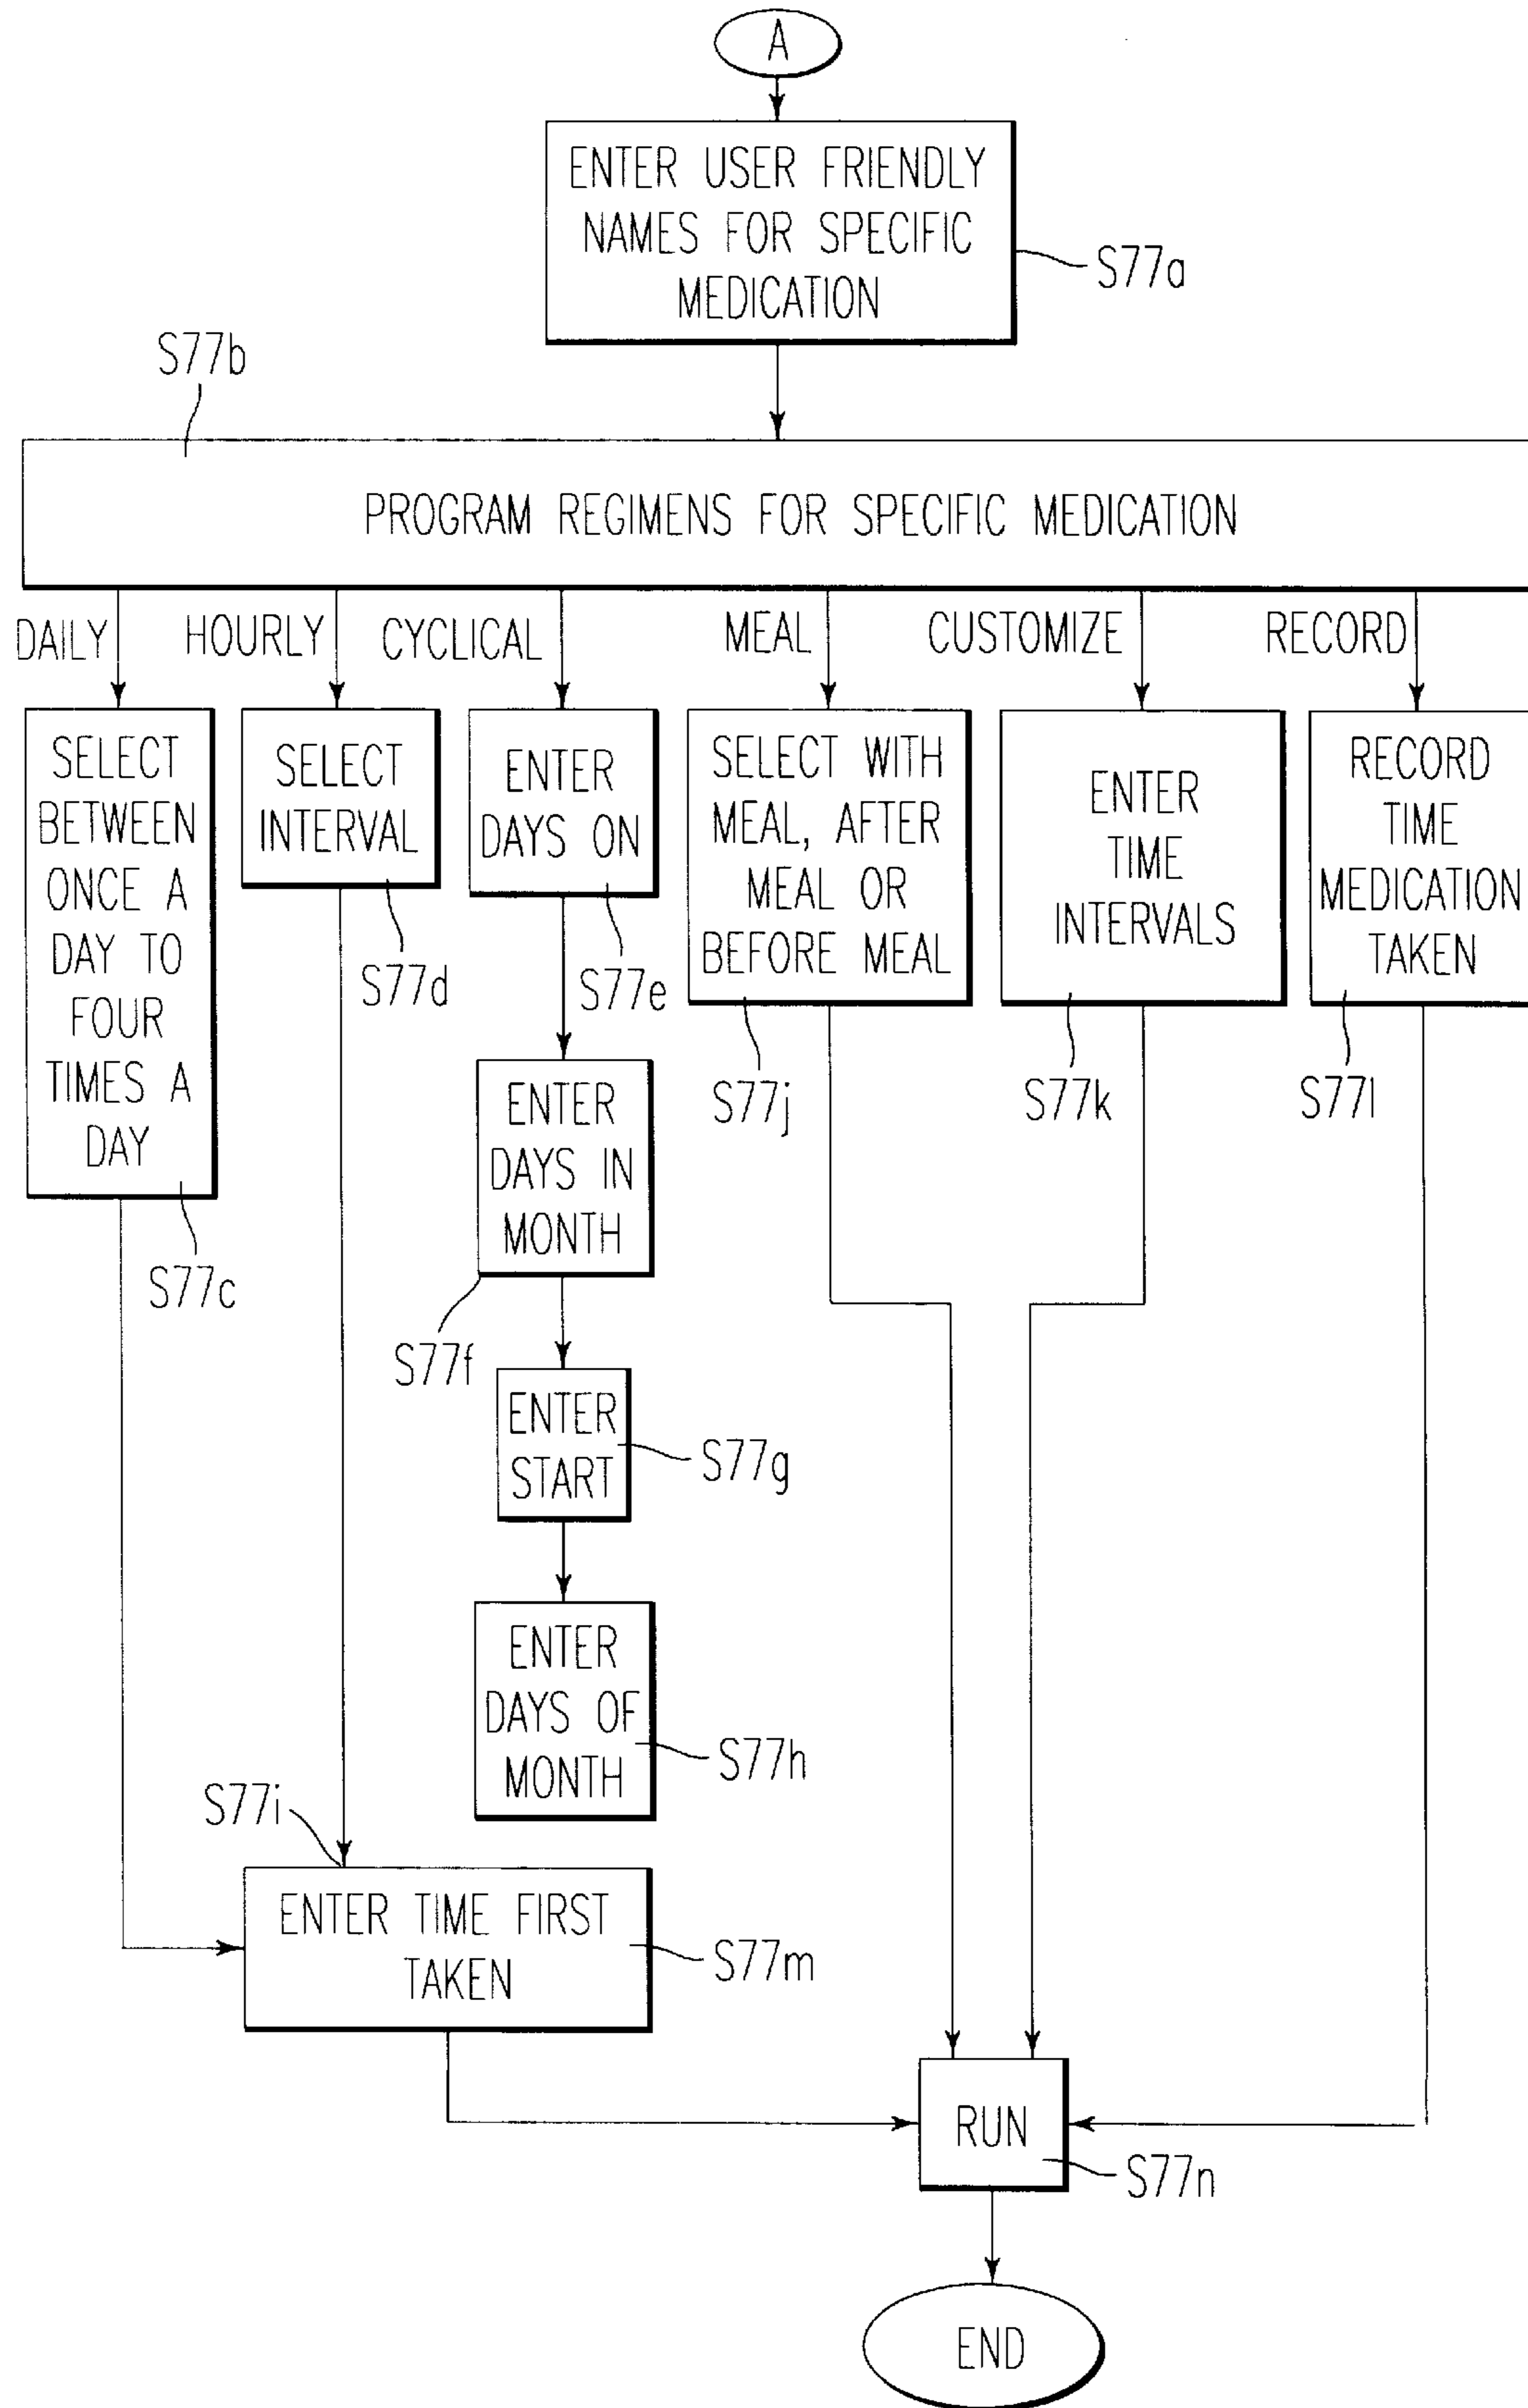 A
ENTER USER FRIENDLY
NAMES FOR SPECIFIC
MEDICATION
S77a
S77b
PROGRAM REGIMENS FOR SPECIFIC MEDICATION
DAILY
HOURLY
CYCLICAL
MEAL
CUSTOMIZE
RECORD
SELECT
BETWEEN
ONCE A
DAY TO
FOUR
TIMES A
DAY
S77c
SELECT
INTERVAL
S77d
ENTER
DAYS ON
S77e
ENTER
DAYS IN
MONTH
S77f
ENTER
START
S77g
ENTER
DAYS OF
MONTH
S77h
SELECT WITH
MEAL, AFTER
MEAL OR
BEFORE MEAL
S77j
ENTER
TIME
INTERVALS
S77k
RECORD
TIME
MEDICATION
TAKEN
S77l
S77i
ENTER TIME FIRST
TAKEN
S77m
RUN
S77n
END